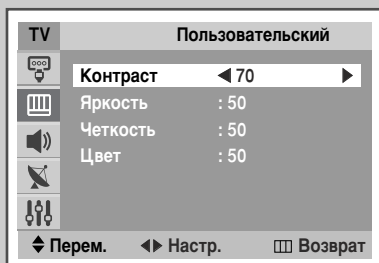 TV Пользовательский
Контраст 70
Яркость : 50
Четкость : 50
Цвет : 50
Перем. Настр. Возврат